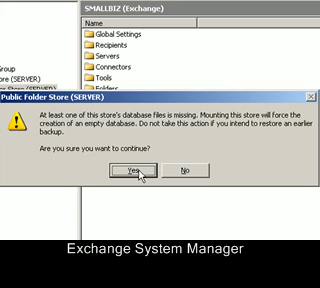 SMALLBIZ (Exchange)
Name
Global Settings
Recipients
Servers
Connectors
Tools
Folders
Group
ore (SERVER)
Public Folder Store (SERVER)
At least one of this store's database files is missing. Mounting this store will force the
creation of an empty database. Do not take this action if you intend to restore an earlier
backup.
Are you sure you want to continue?
Yes No
Exchange System Manager